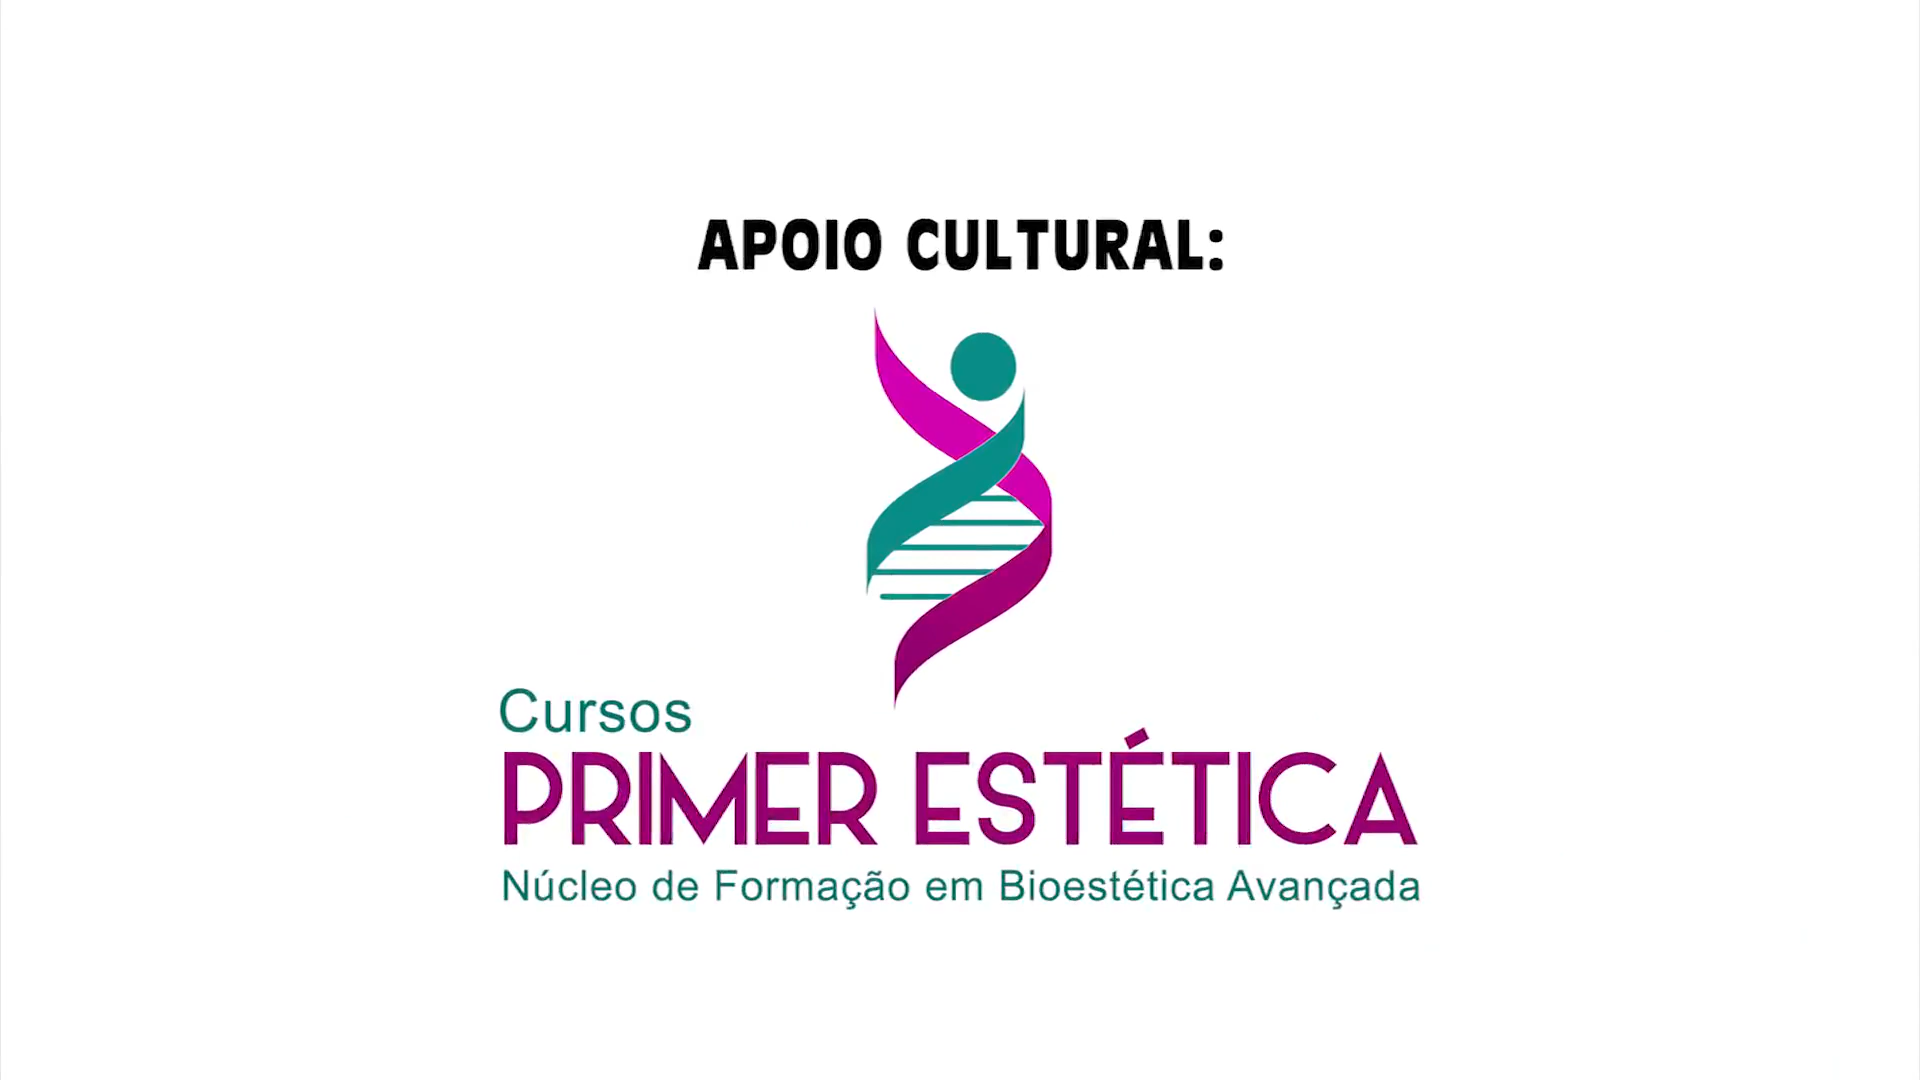 APOIO CULTURAL:
Cursos
PRIMER ESTÉTICA
Núcleo de Formação em Bioestética Avançada